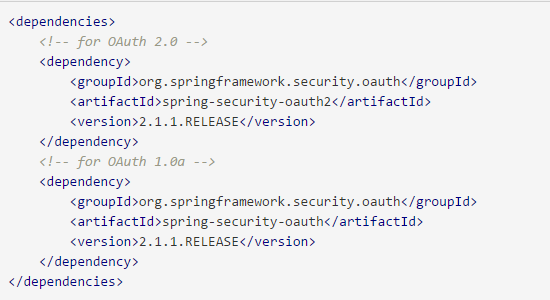 <dependencies>
    <!-- for OAuth 2.0 -->
    <dependency>
        <groupId>org.springframework.security.oauth</groupId>
        <artifactId>spring-security-oauth2</artifactId>
        <version>2.1.1.RELEASE</version>
    </dependency>
    <!-- for OAuth 1.0a -->
    <dependency>
        <groupId>org.springframework.security.oauth</groupId>
        <artifactId>spring-security-oauth</artifactId>
        <version>2.1.1.RELEASE</version>
    </dependency>
</dependencies>